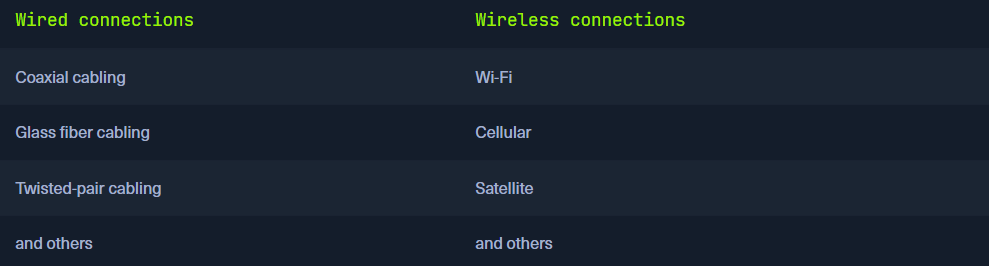 Wired connections Wireless connections
Coaxial cabling Wi-Fi
Glass fiber cabling Cellular
Twisted-pair cabling Satellite
and others and others